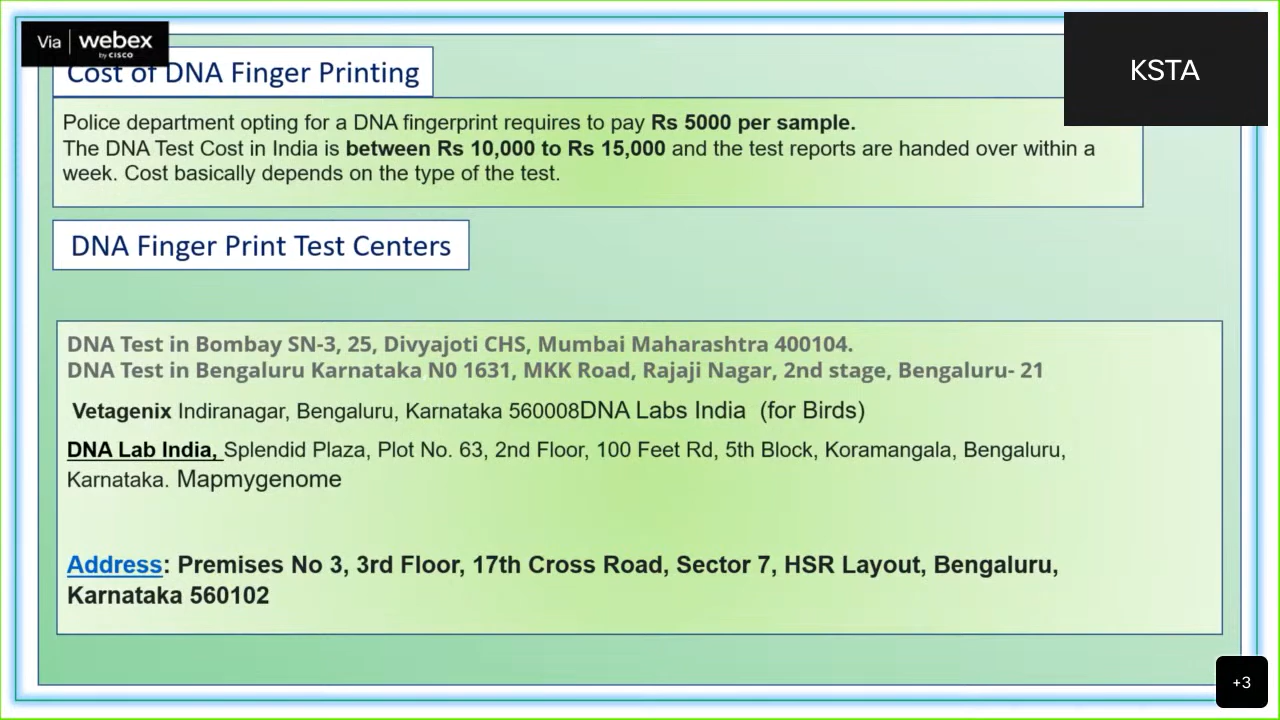 Via webex
by CISCO
KSTA
Cost of DNA Finger Printing
Police department opting for a DNA fingerprint requires to pay Rs 5000 per sample.
The DNA Test Cost in India is between Rs 10,000 to Rs 15,000 and the test reports are handed over within a
week. Cost basically depends on the type of the test.
DNA Finger Print Test Centers
DNA Test in Bombay SN-3, 25, Divyajoti CHS, Mumbai Maharashtra 400104.
DNA Test in Bengaluru Karnataka N0 1631, MKK Road, Rajaji Nagar, 2nd stage, Bengaluru- 21
Vetagenix Indiranagar, Bengaluru, Karnataka 560008DNA Labs India (for Birds)
DNA Lab India, Splendid Plaza, Plot No. 63, 2nd Floor, 100 Feet Rd, 5th Block, Koramangala, Bengaluru,
Karnataka. Mapmygenome
Address: Premises No 3, 3rd Floor, 17th Cross Road, Sector 7, HSR Layout, Bengaluru,
Karnataka 560102
+3